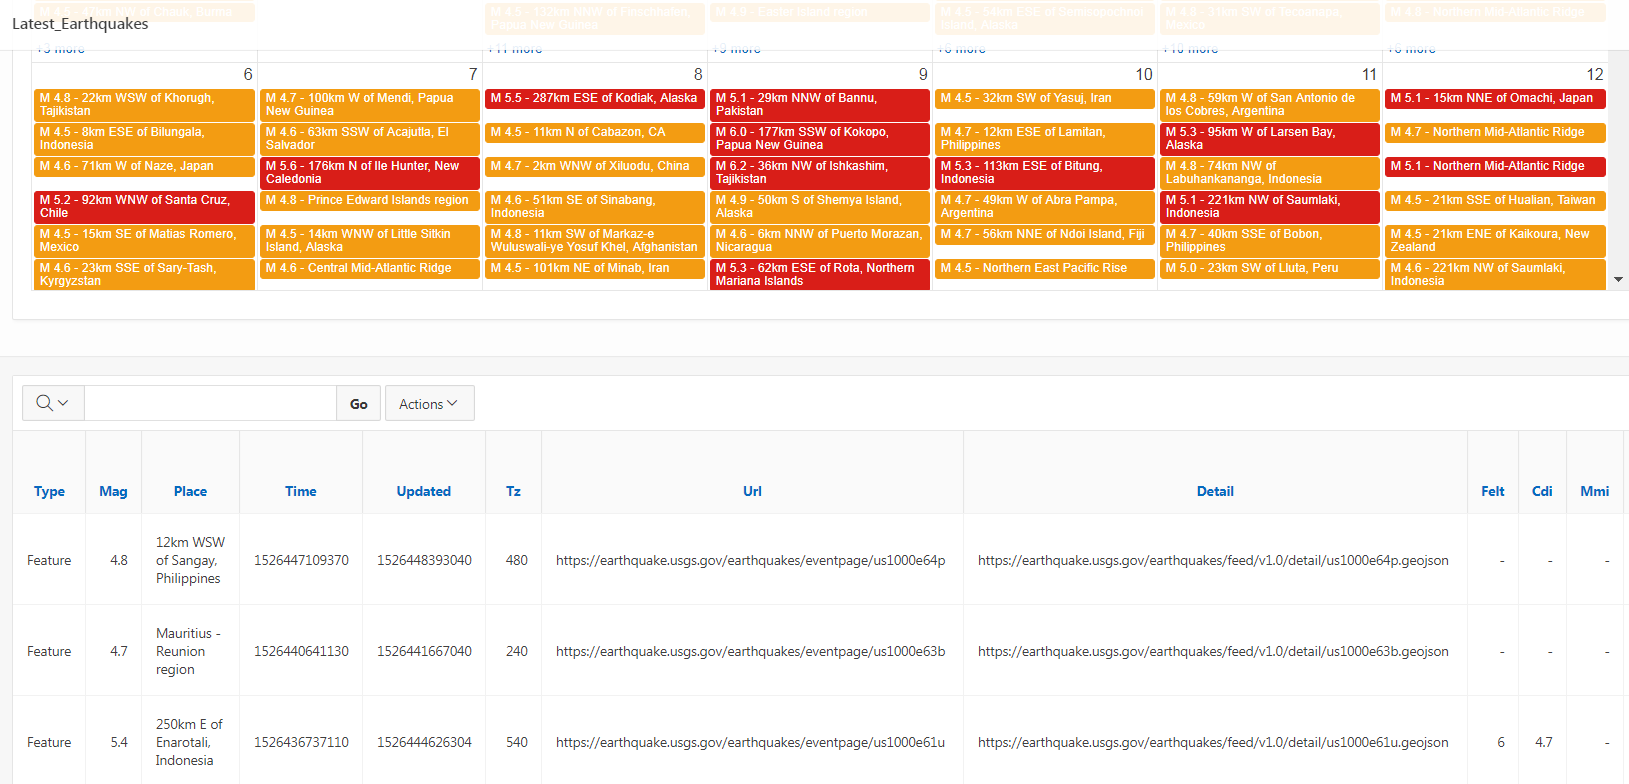 M 4.5 - 47km NW of Chauk, Burma
M 4.5 - 132km NNW of Finschhafen, Papua New Guinea
M 4.9 - Easter Island region
M 4.5 - 54km ESE of Semisopochnoi Island, Alaska
M 4.8 - 31km SW of Tecoanapa, Mexico
M 4.8 - Northern Mid-Atlantic Ridge
Latest_Earthquakes
+3 more
+11 more
+9 more
+6 more
+10 more
+6 more
6 7 8 9 10 11 12
M 4.8 - 22km WSW of Khorugh,
Tajikistan
M 4.7 - 100km W of Mendi, Papua
New Guinea
M 5.5 - 287km ESE of Kodiak, Alaska
M 5.1 - 29km NNW of Bannu,
Pakistan
M 4.5 - 32km SW of Yasuj, Iran
M 4.8 - 59km W of San Antonio de
los Cobres, Argentina
M 5.1 - 15km NNE of Omachi, Japan
M 4.5 - 8km ESE of Bilungala,
Indonesia
M 4.6 - 63km SSW of Acajutla, El
Salvador
M 4.5 - 11km N of Cabazon, CA
M 6.0 - 177km SSW of Kokopo,
Papua New Guinea
M 4.7 - 12km ESE of Lamitan,
Philippines
M 5.3 - 95km W of Larsen Bay,
Alaska
M 4.7 - Northern Mid-Atlantic Ridge
M 4.6 - 71km W of Naze, Japan
M 5.6 - 176km N of Ile Hunter, New
Caledonia
M 4.7 - 2km WNW of Xiluodu, China
M 6.2 - 36km NW of Ishkashim,
Tajikistan
M 5.3 - 113km ESE of Bitung,
Indonesia
M 4.8 - 74km NW of
Labuhankananga, Indonesia
M 5.1 - Northern Mid-Atlantic Ridge
M 5.2 - 92km WNW of Santa Cruz,
Chile
M 4.8 - Prince Edward Islands region
M 4.6 - 51km SE of Sinabang,
Indonesia
M 4.9 - 50km S of Shemya Island,
Alaska
M 4.7 - 49km W of Abra Pampa,
Argentina
M 5.1 - 221km NW of Saumlaki,
Indonesia
M 4.5 - 21km SSE of Hualian, Taiwan
M 4.5 - 15km SE of Matias Romero,
Mexico
M 4.5 - 14km WNW of Little Sitkin
Island, Alaska
M 4.8 - 11km SW of Markaz-e
Wuluswali-ye Yosuf Khel, Afghanistan
M 4.6 - 6km NNW of Puerto Morazan,
Nicaragua
M 4.7 - 56km NNE of Ndoi Island, Fiji
M 4.7 - 40km SSE of Bobon,
Philippines
M 4.5 - 21km ENE of Kaikoura, New
Zealand
M 4.6 - 23km SSE of Sary-Tash,
Kyrgyzstan
M 4.6 - Central Mid-Atlantic Ridge
M 4.5 - 101km NE of Minab, Iran
M 5.3 - 62km ESE of Rota, Northern
Mariana Islands
M 4.5 - Northern East Pacific Rise
M 5.0 - 23km SW of Lluta, Peru
M 4.6 - 221km NW of Saumlaki,
Indonesia
Go Actions
Type Mag Place Time Updated Tz Url Detail Felt Cdi Mmi
Feature 4.8 12km WSW of Sangay, Philippines 1526447109370 1526448393040 480 https://earthquake.usgs.gov/earthquakes/eventpage/us1000e64p https://earthquake.usgs.gov/earthquakes/feed/v1.0/detail/us1000e64p.geojson - - -
Feature 4.7 Mauritius - Reunion region 1526440641130 1526441667040 240 https://earthquake.usgs.gov/earthquakes/eventpage/us1000e63b https://earthquake.usgs.gov/earthquakes/feed/v1.0/detail/us1000e63b.geojson - - -
Feature 5.4 250km E of Enarotali, Indonesia 1526436737110 1526444626304 540 https://earthquake.usgs.gov/earthquakes/eventpage/us1000e61u https://earthquake.usgs.gov/earthquakes/feed/v1.0/detail/us1000e61u.geojson 6 4.7 -